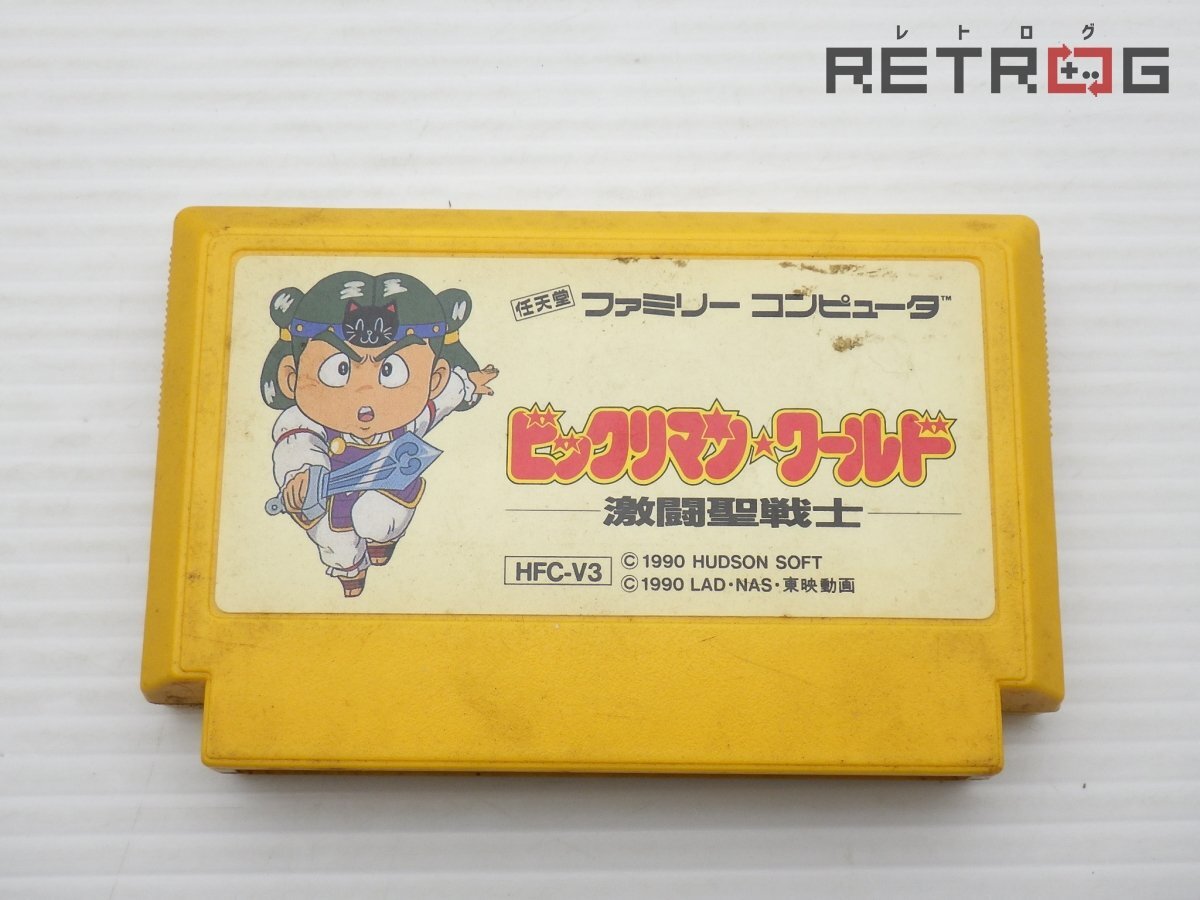 レトログ
RETROG
任天堂 ファミリー コンピュータ™
ビックリマン★ワールド
激闘聖戦士
HFC-V3
© 1990 HUDSON SOFT
© 1990 LAD・NAS・東映動画